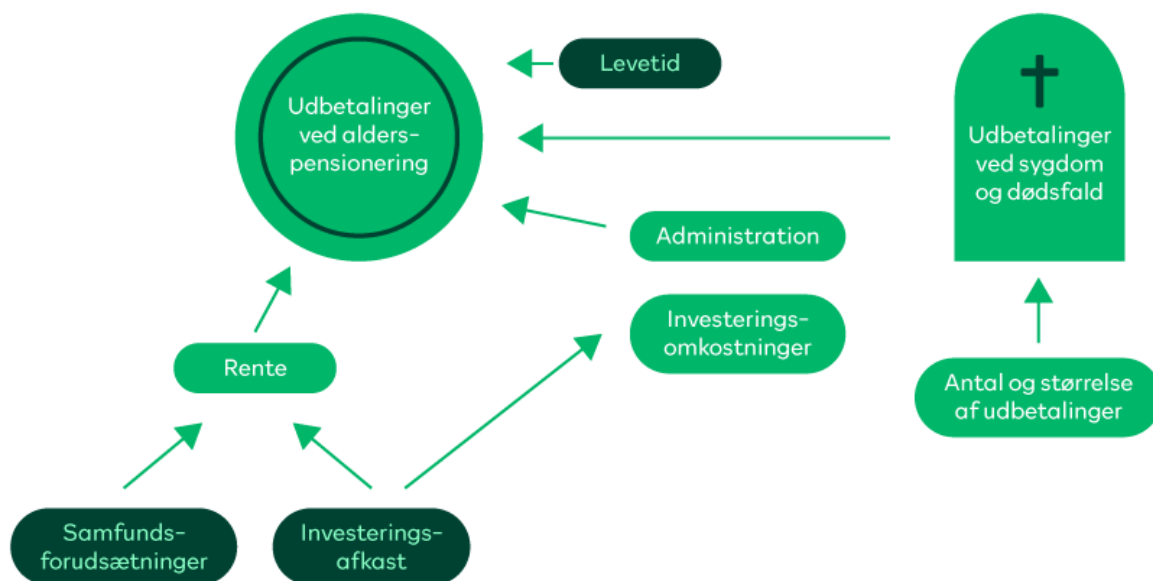 Levetid
Udbetalinger
ved alders-
pensionering
Udbetalinger
ved sygdom
og dødsfald
Administration
Investerings-
omkostninger
Rente
Antal og størrelse
af udbetalinger
Samfunds-
forudsætninger
Investerings-
afkast